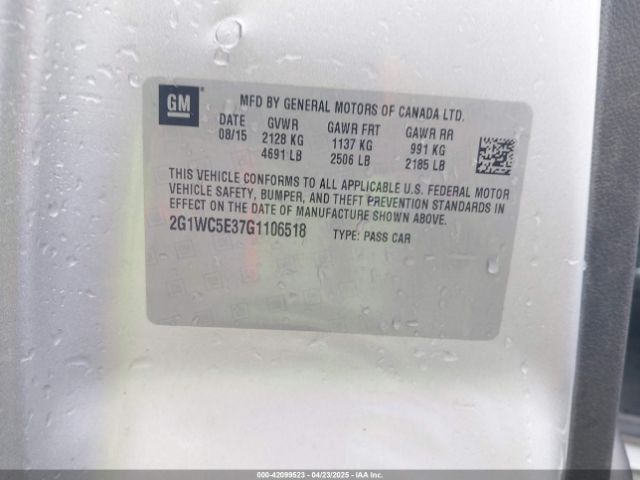 GM
MFD BY GENERAL MOTORS OF CANADA LTD.
DATE GVWR GAWR FRT GAWR RR
08/15 2128 KG 1137 KG 991 KG
4691 LB 2506 LB 2185 LB
THIS VEHICLE CONFORMS TO ALL APPLICABLE U.S. FEDERAL MOTOR
VEHICLE SAFETY, BUMPER, AND THEFT PREVENTION STANDARDS IN
EFFECT ON THE DATE OF MANUFACTURE SHOWN ABOVE.
2G1WC5E37G1106518 TYPE: PASS CAR
000-42099523 - 04/23/2025 - IAA Inc.